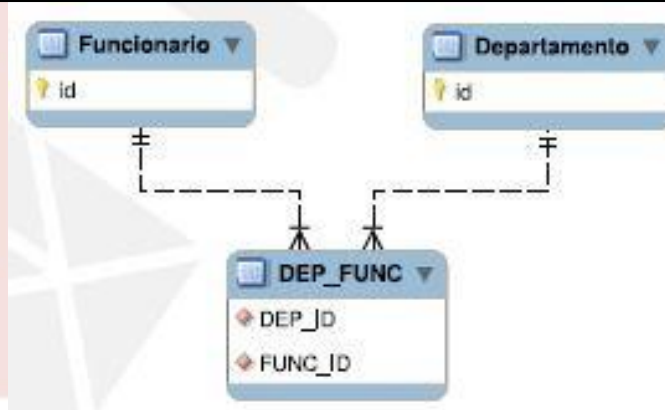 Funcionario
id
Departamento
id
DEP_FUNC
DEP_ID
FUNC_ID